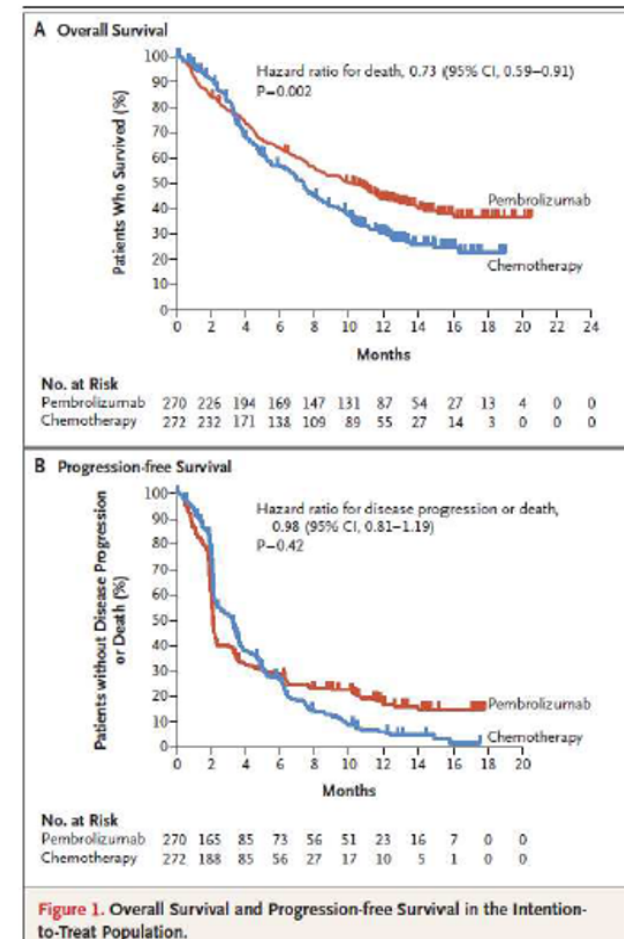 A Overall Survival
Patients Who Survived (%)
100
90
80
70
60
50
40
30
20
10
0
Hazard ratio for death, 0.73 (95% CI, 0.59–0.91)
P=0.002
Pembrolizumab
Chemotherapy
0 2 4 6 8 10 12 14 16 18 20 22 24
Months
No. at Risk
Pembrolizumab 270 226 194 169 147 131 87 54 27 13 4 0 0
Chemotherapy 272 232 171 138 109 89 55 27 14 3 0 0 0
B Progression-free Survival
Patients without Disease Progression
or Death (%)
100
90
80
70
60
50
40
30
20
10
0
Hazard ratio for disease progression or death,
0.98 (95% CI, 0.81–1.19)
P=0.42
Pembrolizumab
Chemotherapy
0 2 4 6 8 10 12 14 16 18 20
Months
No. at Risk
Pembrolizumab 270 165 85 73 56 51 23 16 7 0 0
Chemotherapy 272 188 85 56 27 17 10 5 1 0 0
Figure 1. Overall Survival and Progression-free Survival in the Intention-
to-Treat Population.